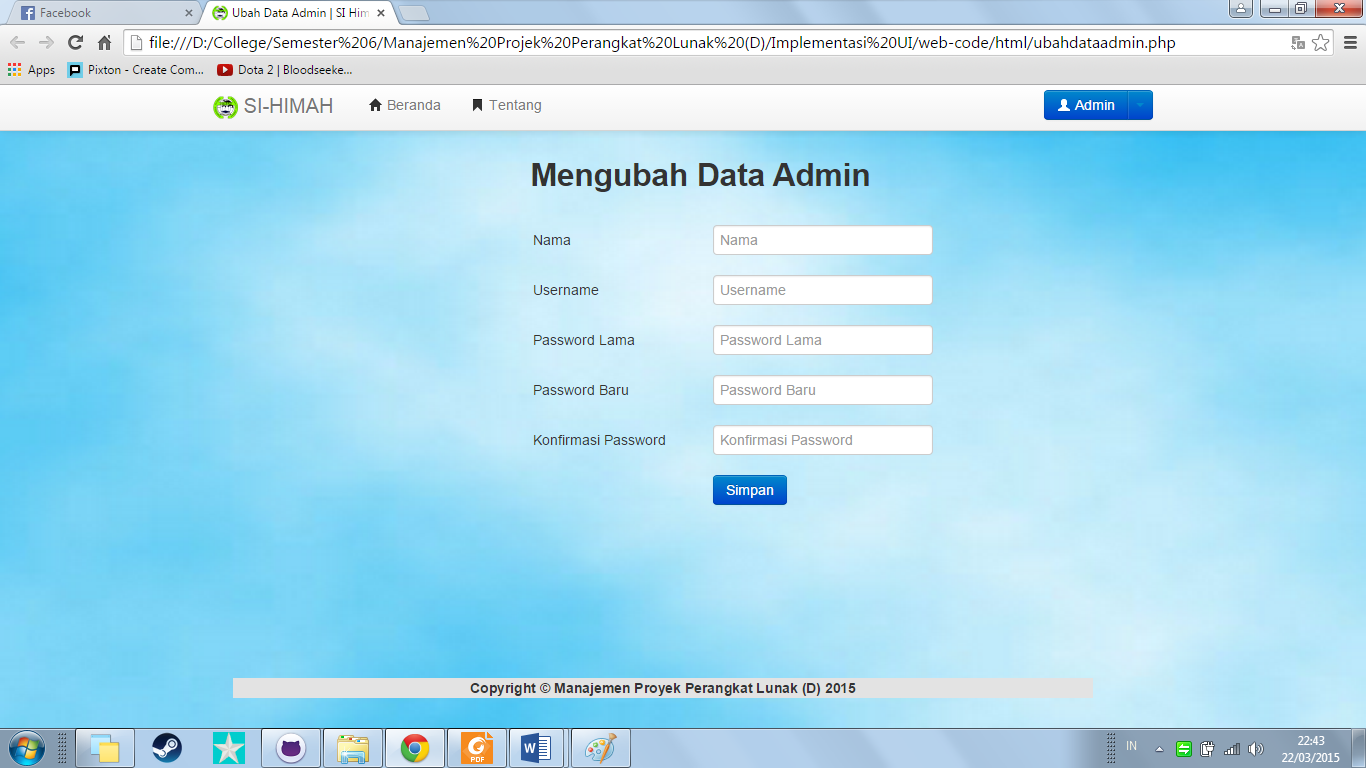 Facebook
Ubah Data Admin | SI Him
file:///D:/College/Semester%206/Manajemen%20Projek%20Perangkat%20Lunak%20(D)/Implementasi%20UI/web-code/html/ubahdataadmin.php
Apps Pixton - Create Com... Dota 2 | Bloodseeke...
SI-HIMAH Beranda Tentang Admin
Mengubah Data Admin
Nama Nama
Username Username
Password Lama Password Lama
Password Baru Password Baru
Konfirmasi Password Konfirmasi Password
Simpan
Copyright © Manajemen Proyek Perangkat Lunak (D) 2015
PDF
IN
22:43
22/03/2015